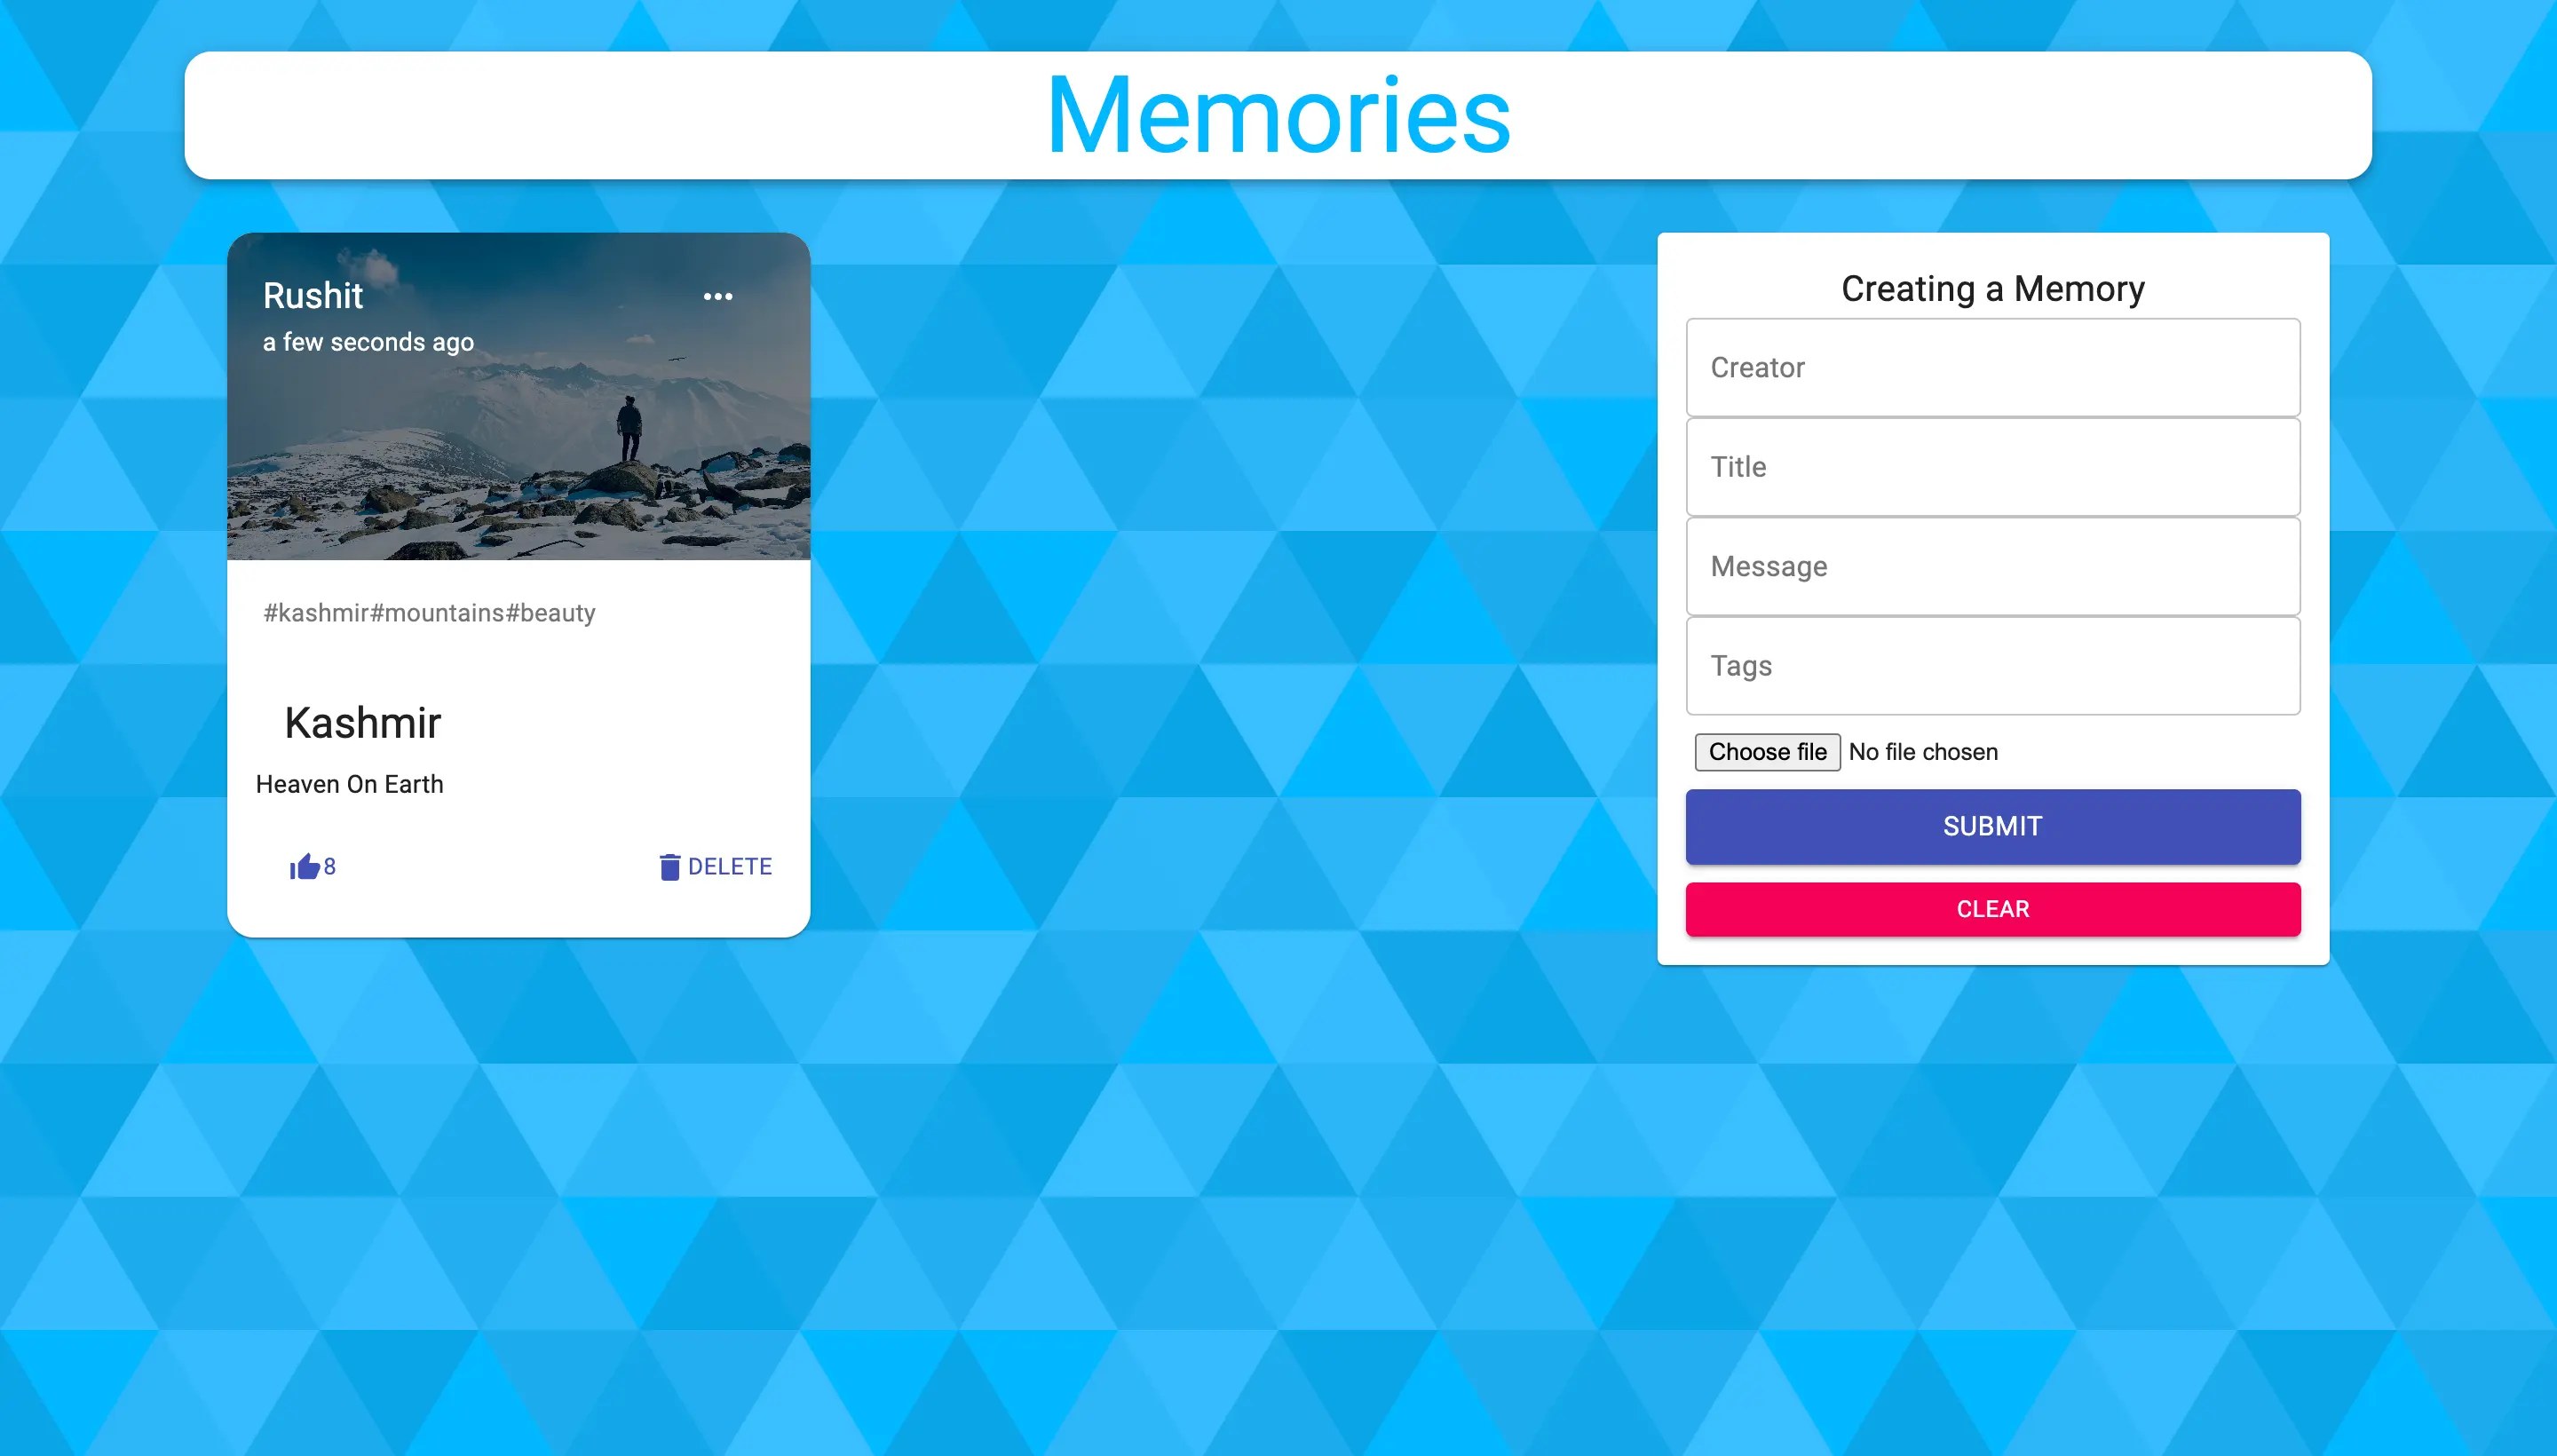 Memories
Rushit
a few seconds ago
#kashmir#mountains#beauty
Kashmir
Heaven On Earth
8
DELETE
Creating a Memory
Creator
Title
Message
Tags
Choose file No file chosen
SUBMIT
CLEAR